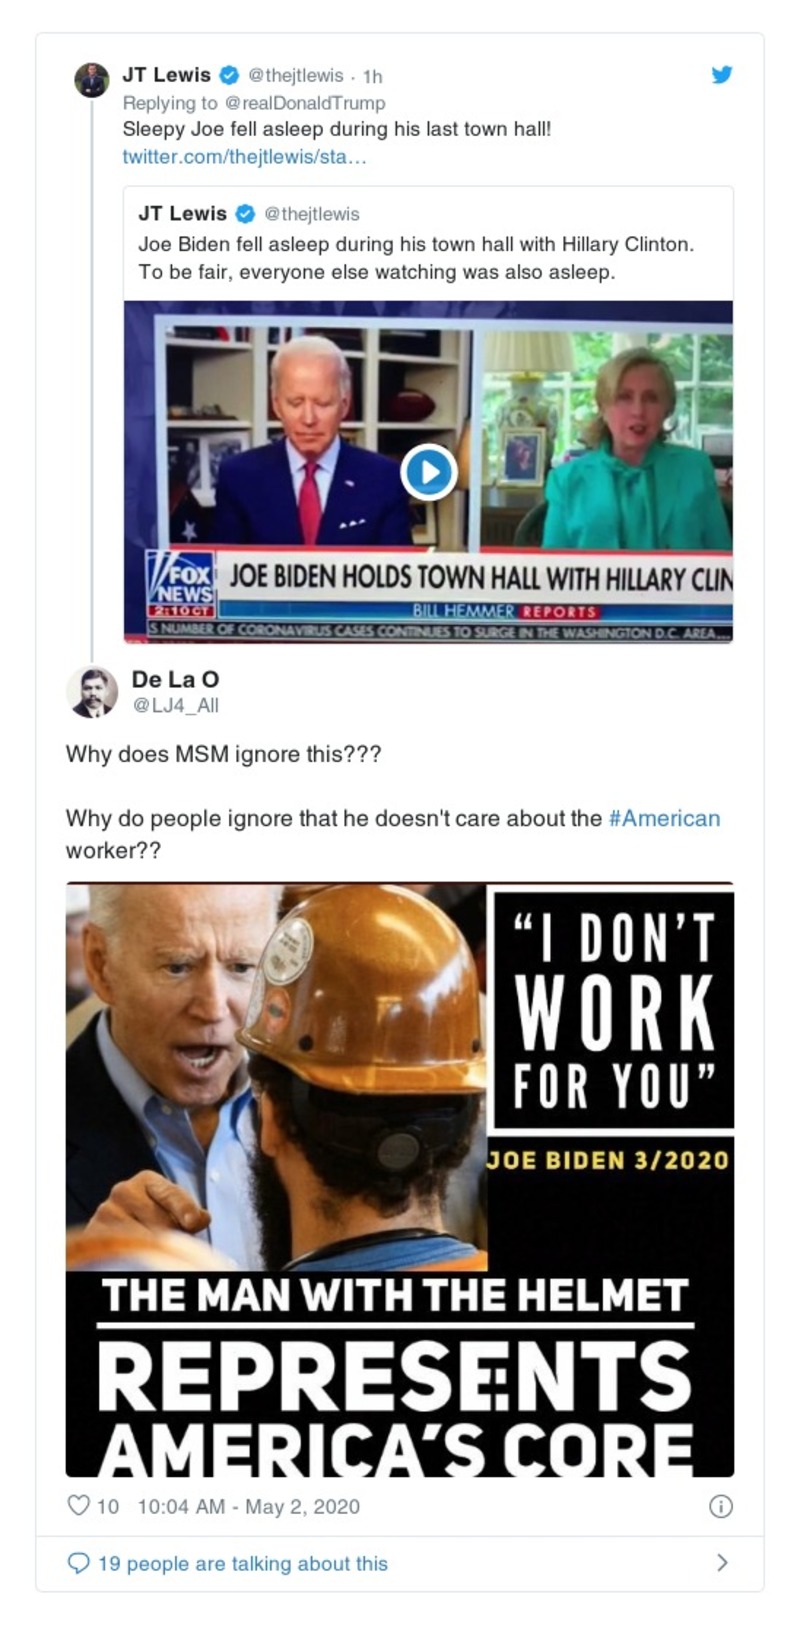 JT Lewis @thejtlewis · 1h
Replying to @realDonaldTrump
Sleepy Joe fell asleep during his last town hall!
twitter.com/thejtlewis/sta…
JT Lewis @thejtlewis
Joe Biden fell asleep during his town hall with Hillary Clinton.
To be fair, everyone else watching was also asleep.
FOX
NEWS
2:10 CT
JOE BIDEN HOLDS TOWN HALL WITH HILLARY CLIN
BILL HEMMER REPORTS
S NUMBER OF CORONAVIRUS CASES CONTINUES TO SURGE IN THE WASHINGTON D.C. AREA...
De La O
@LJ4_All
Why does MSM ignore this???
Why do people ignore that he doesn't care about the #American
worker??
“I DON’T
WORK
FOR YOU”
JOE BIDEN 3/2020
THE MAN WITH THE HELMET
REPRESENTS
AMERICA’S CORE
10 10:04 AM - May 2, 2020
19 people are talking about this